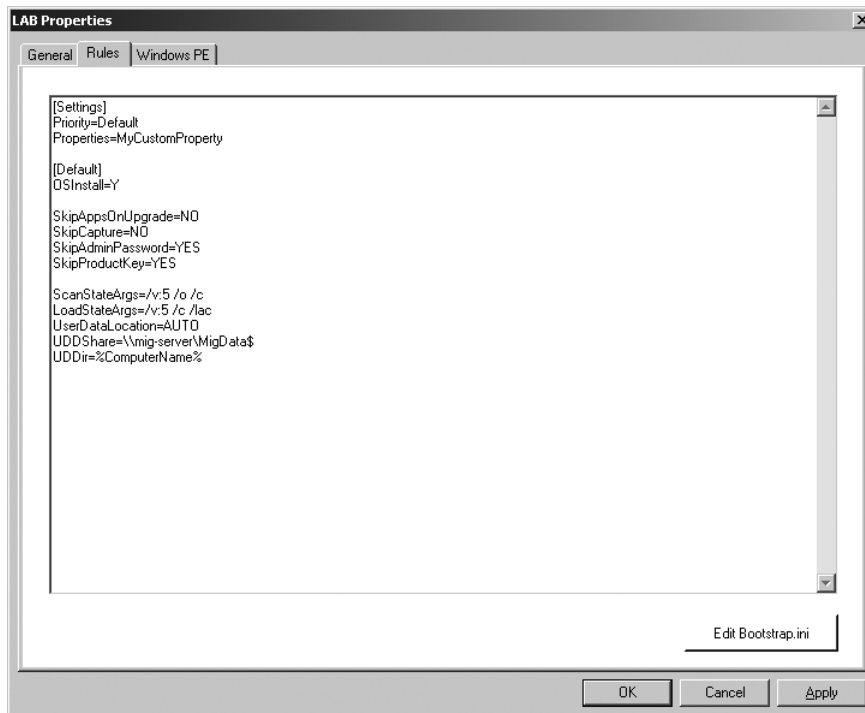 LAB Properties
General Rules Windows PE
[Settings]
Priority=Default
Properties=MyCustomProperty
[Default]
OSInstall=Y
SkipAppsOnUpgrade=NO
SkipCapture=NO
SkipAdminPassword=YES
SkipProductKey=YES
ScanStateArgs=/v:5 /o /c
LoadStateArgs=/v:5 /c /lac
UserDataLocation=AUTO
UDDShare=\\mig-server\MigData$
UDDir=%ComputerName%
Edit Bootstrap.ini
OK Cancel Apply